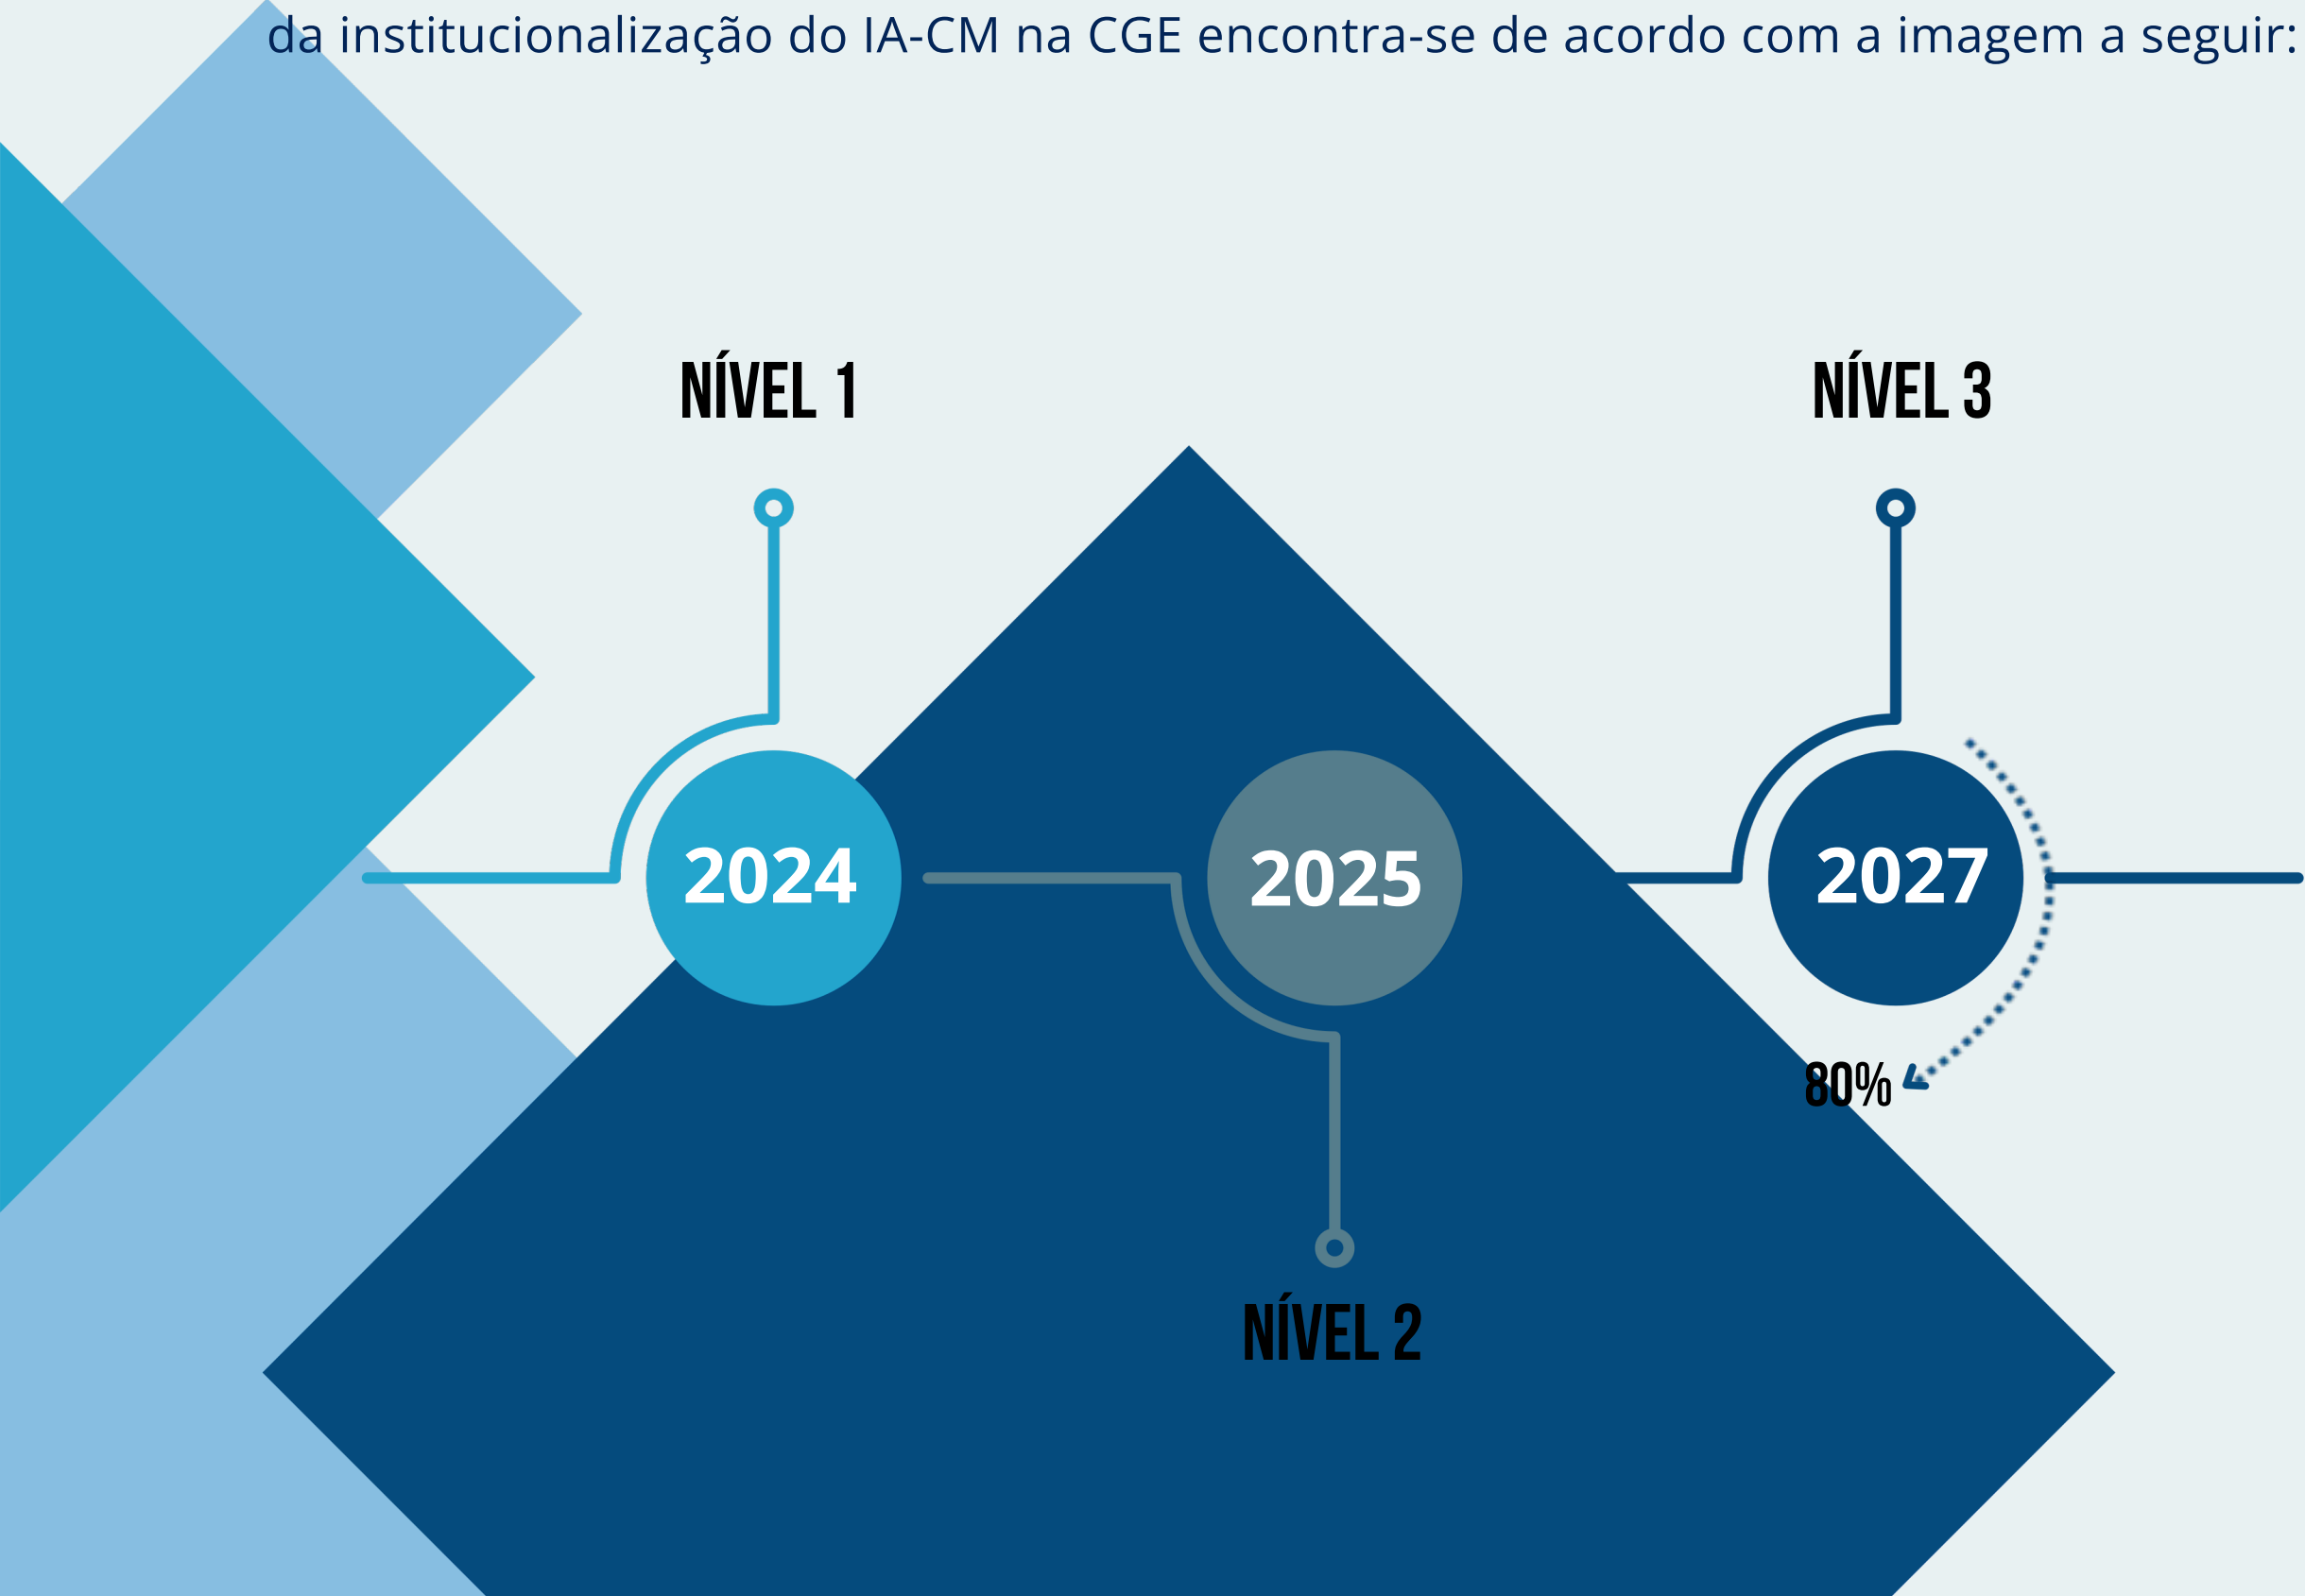 da institucionalização do IA-CM na CGE encontra-se de acordo com a imagem a seguir:
NÍVEL 1
NÍVEL 3
2024
2025
2027
80%
NÍVEL 2